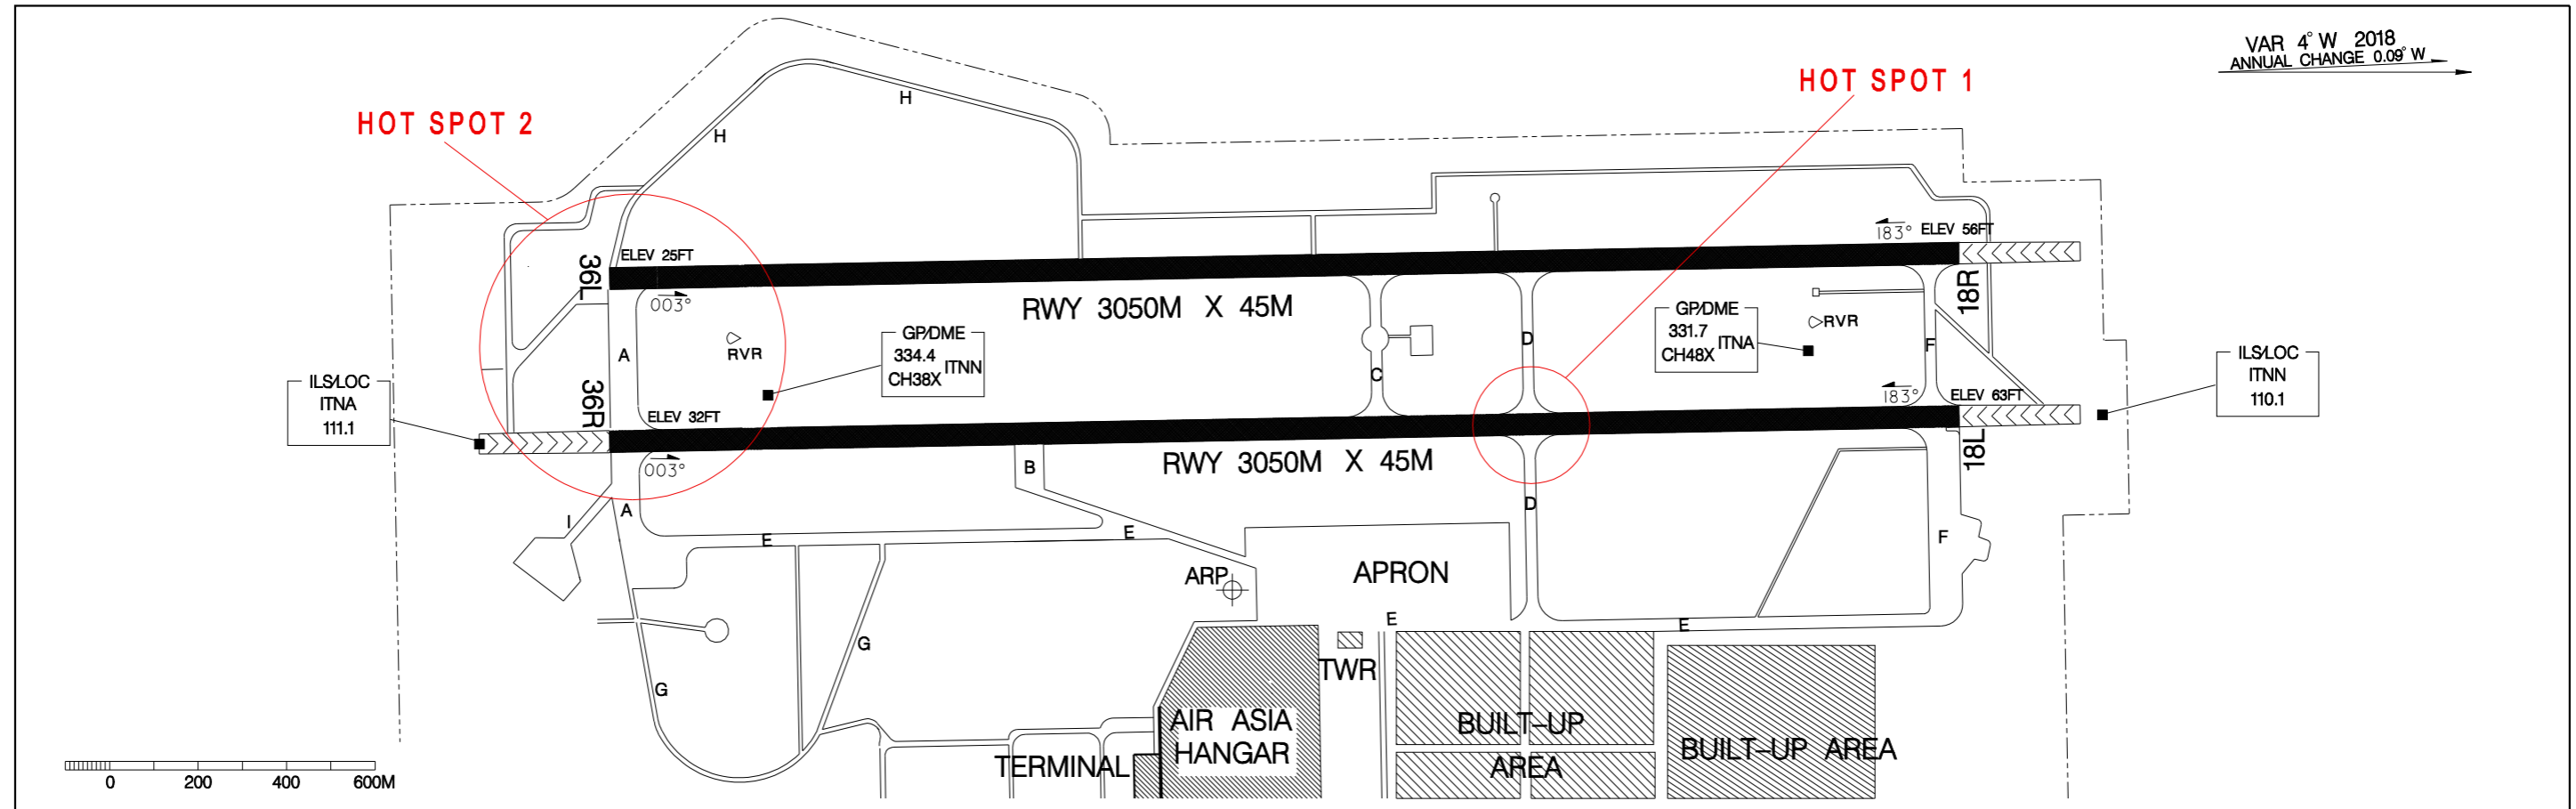 VAR 4° W 2018
ANNUAL CHANGE 0.09° W
HOT SPOT 1
HOT SPOT 2
H
H
183° ELEV 56FT
ELEV 25FT
36L
003°
18R
RWY 3050M X 45M
GP/DME
331.7
CH48X
ITNA
RVR
GP/DME
334.4
CH38X
ITNN
RVR
A
D
F
C
ILS/LOC
ITNN
110.1
ILS/LOC
ITNA
111.1
36R
ELEV 32FT
183°
ELEV 63FT
18L
003°
RWY 3050M X 45M
B
A
I
D
E
E
F
ARP
APRON
E
E
G
G
TWR
AIR ASIA
HANGAR
TERMINAL
BUILT-UP
AREA
BUILT-UP AREA
0 200 400 600M